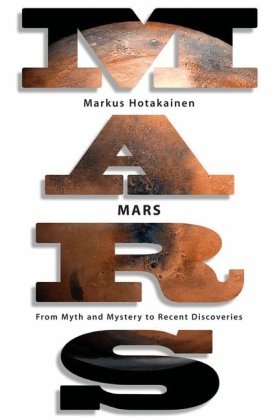 M
Markus Hotakainen
A
MARS
R
From Myth and Mystery to Recent Discoveries
S